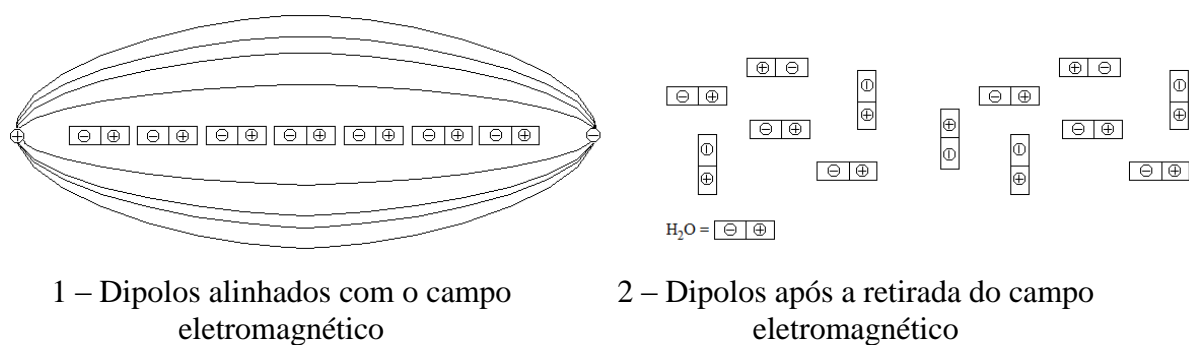 H₂O = ⊖ ⊕
1 – Dipolos alinhados com o campo
eletromagnético
2 – Dipolos após a retirada do campo
eletromagnético